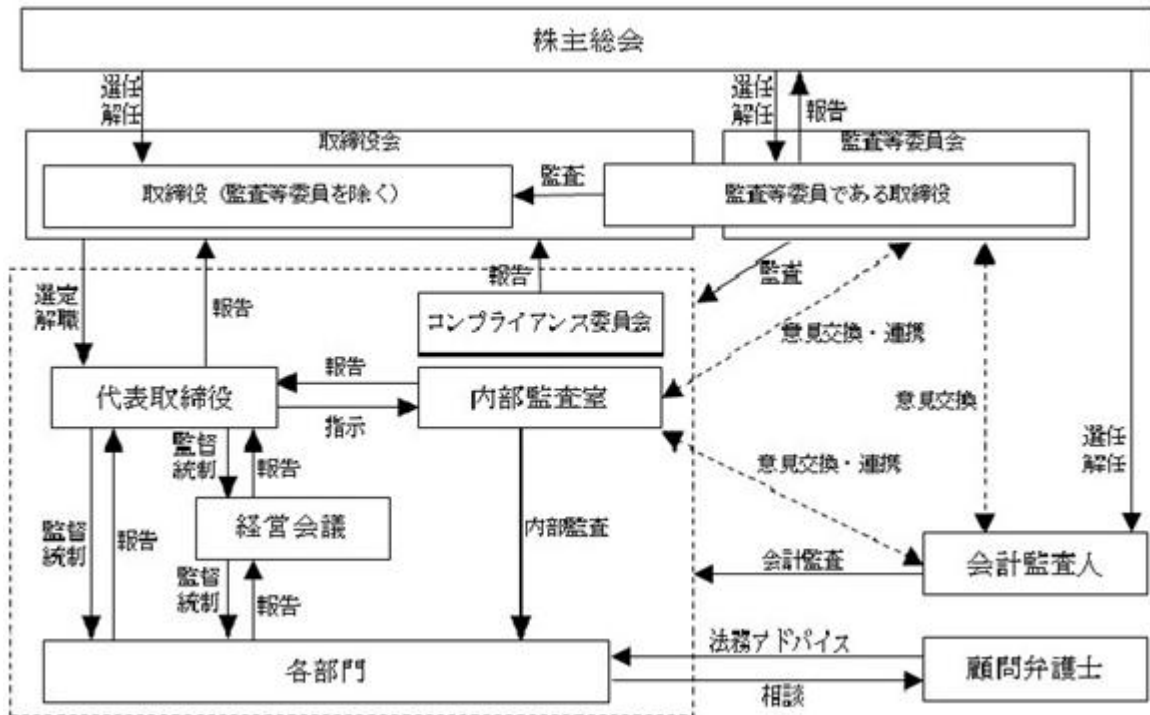 株主総会
選任
解任
選任
解任
報告
取締役会
監査等委員会
取締役（監査等委員を除く）
監査
監査等委員である取締役
選定
解職
報告
報告
監査
コンプライアンス委員会
意見交換・連携
代表取締役
報告
指示
内部監査室
意見交換
選任
解任
監督
統制
報告
意見交換・連携
経営会議
監督
統制
報告
内部監査
会計監査
会計監査人
監督
統制
報告
各部門
法務アドバイス
相談
顧問弁護士